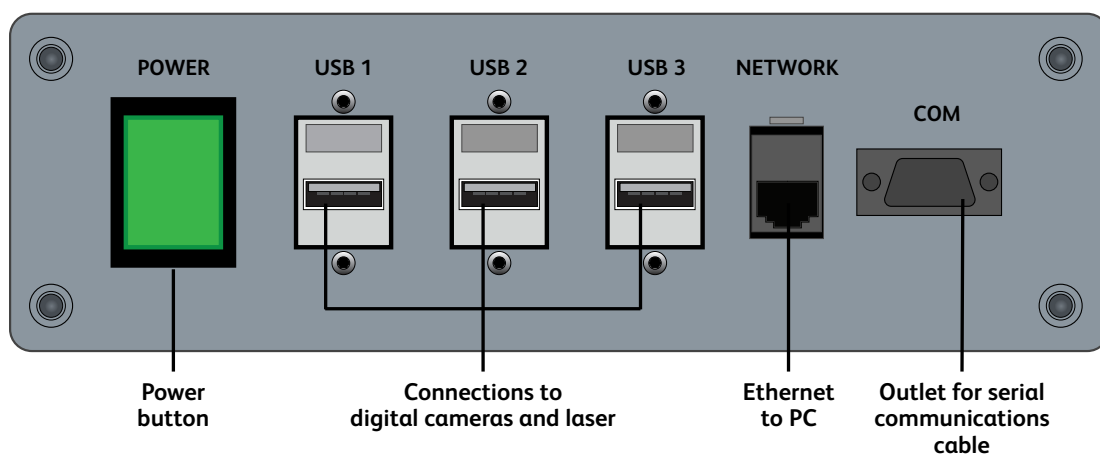 POWER
USB 1
USB 2
USB 3
NETWORK
COM
Power
button
Connections to
digital cameras and laser
Ethernet
to PC
Outlet for serial
communications
cable